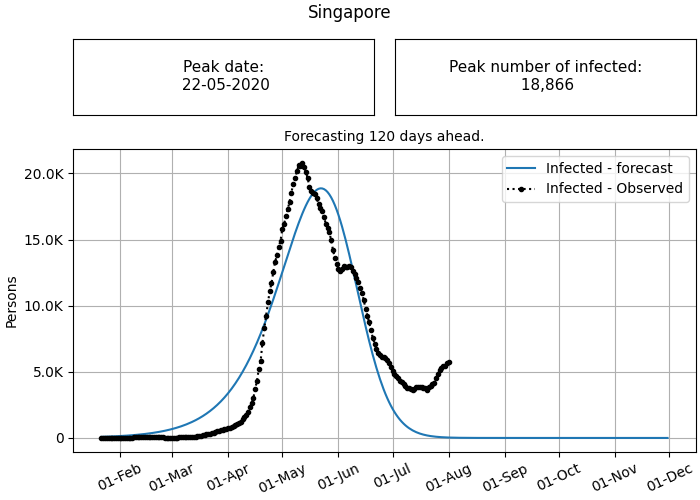 Singapore
Peak date:
22-05-2020
Peak number of infected:
18,866
Forecasting 120 days ahead.
Infected - forecast
Infected - Observed
Persons
20.0K
15.0K
10.0K
5.0K
0
01-Feb
01-Mar
01-Apr
01-May
01-Jun
01-Jul
01-Aug
01-Sep
01-Oct
01-Nov
01-Dec